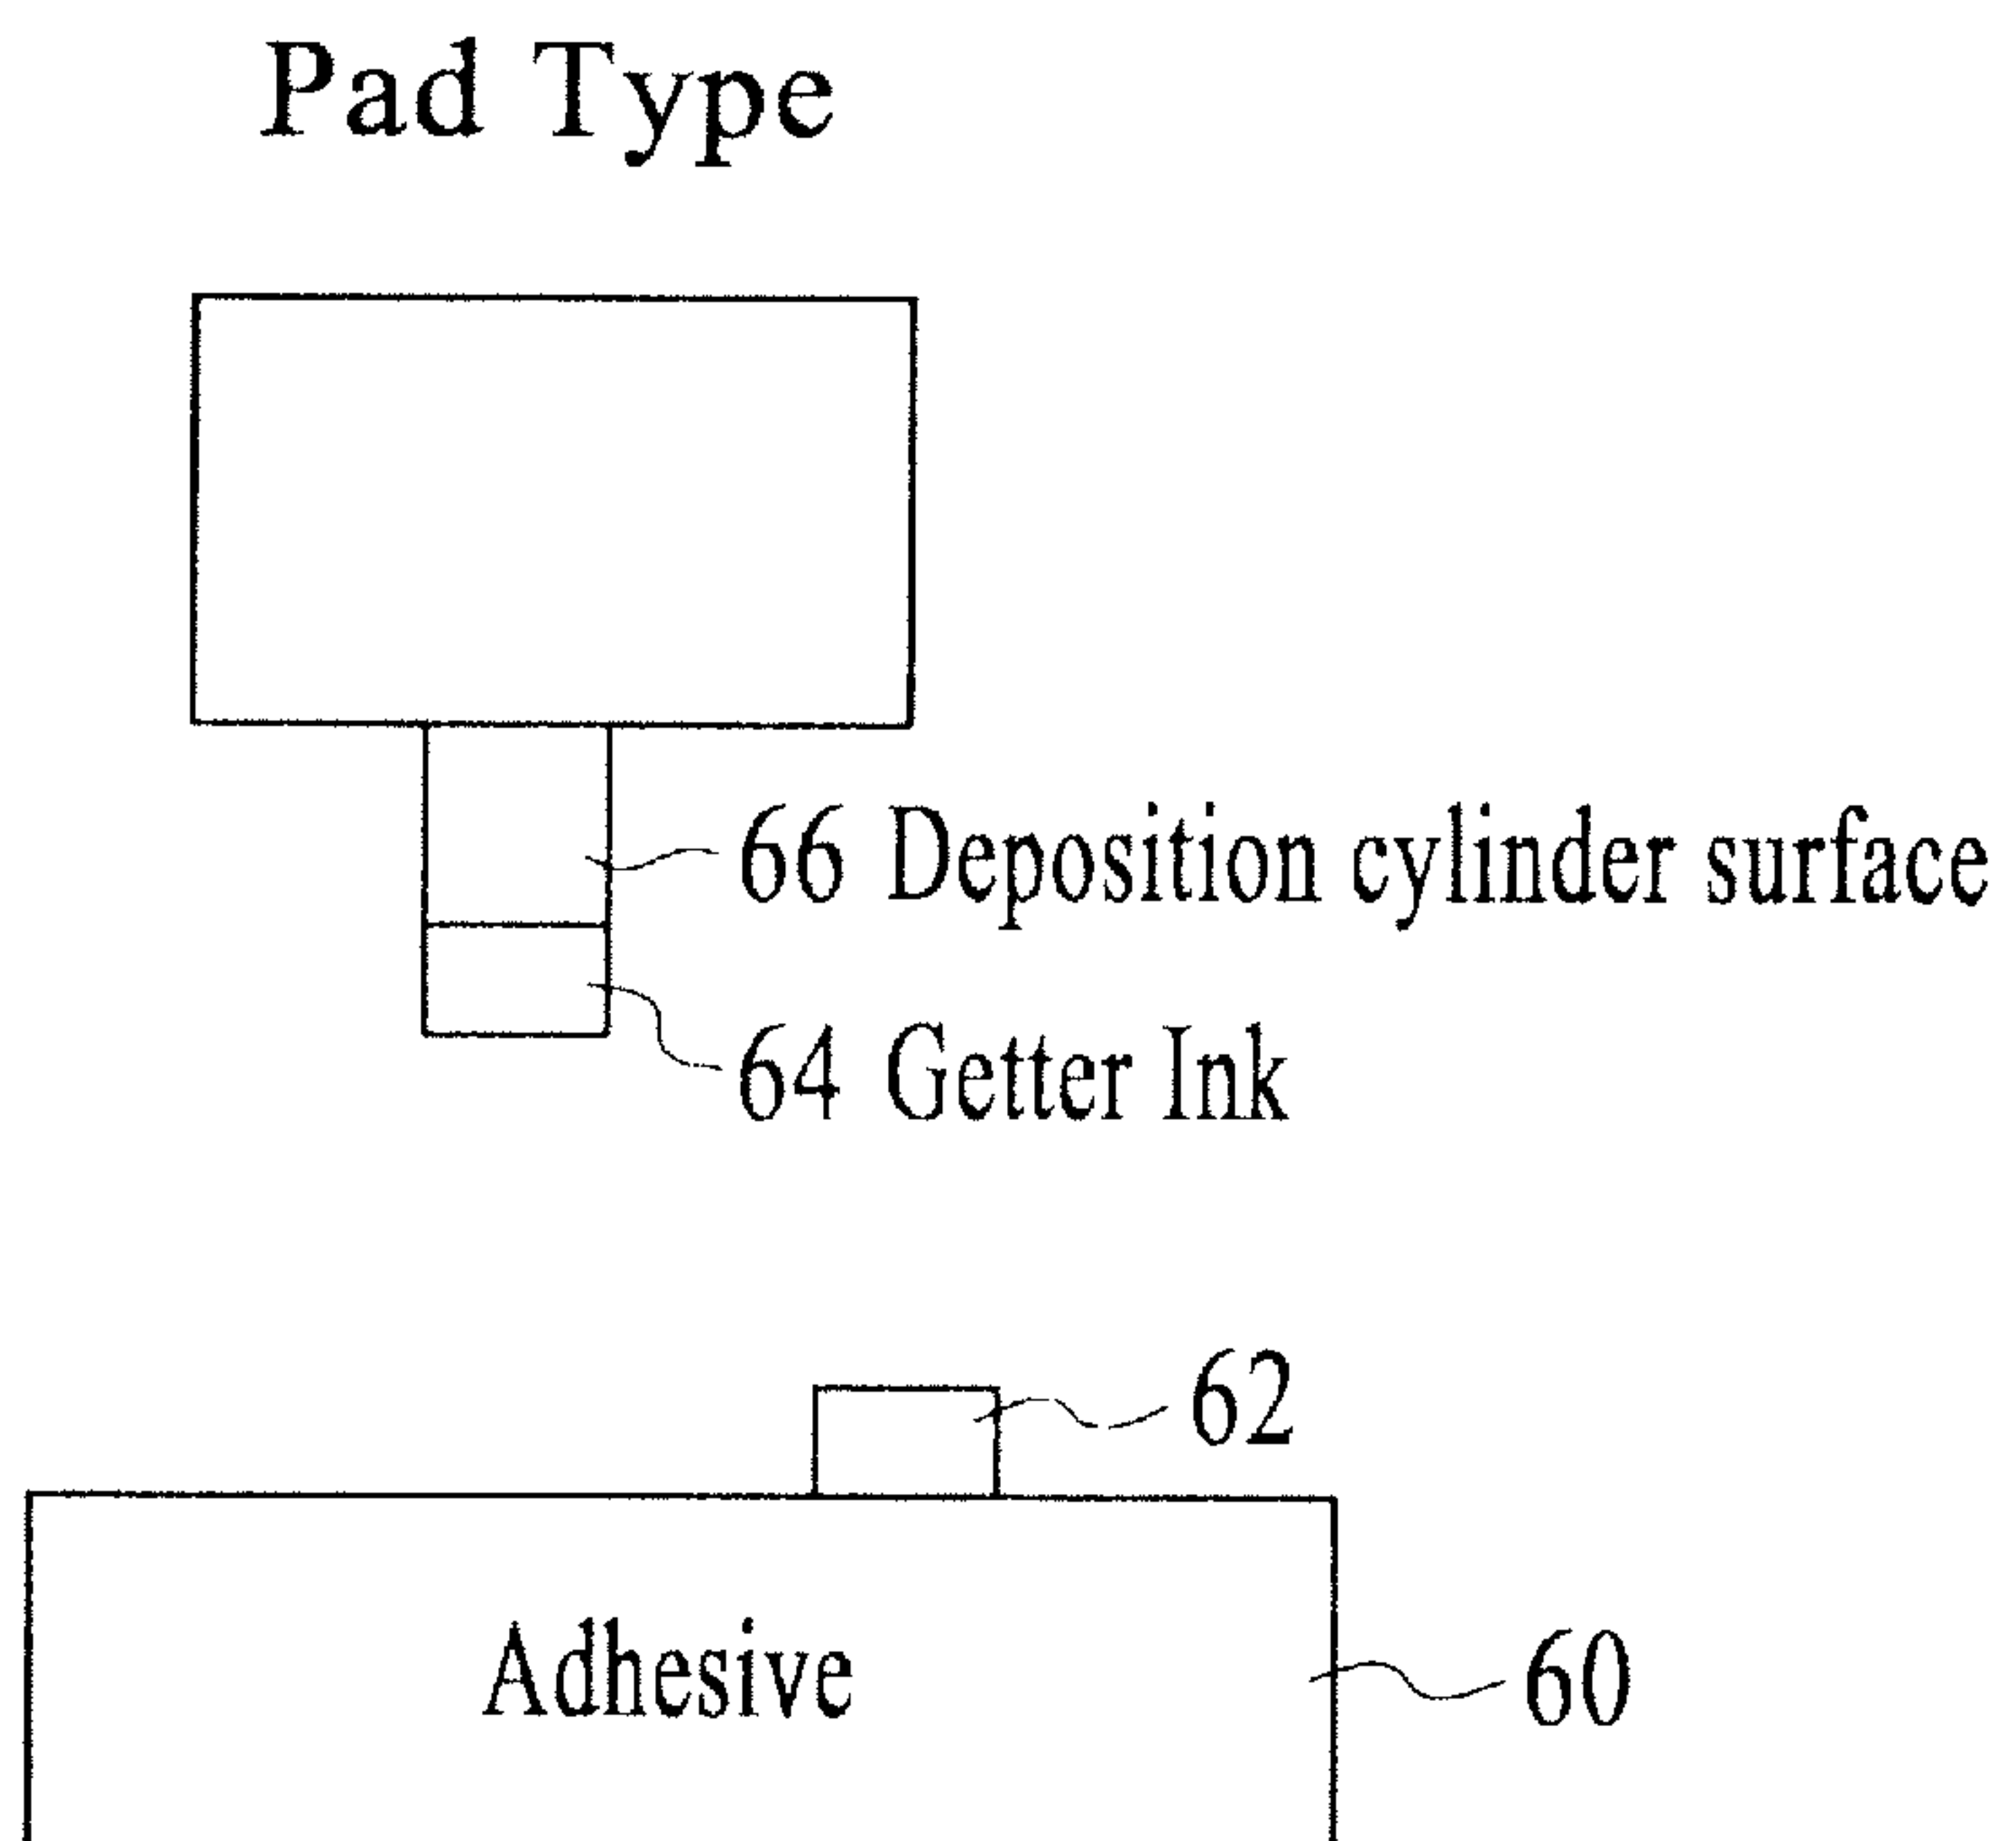 Pad Type
66 Deposition cylinder surface
64 Getter Ink
62
Adhesive
60